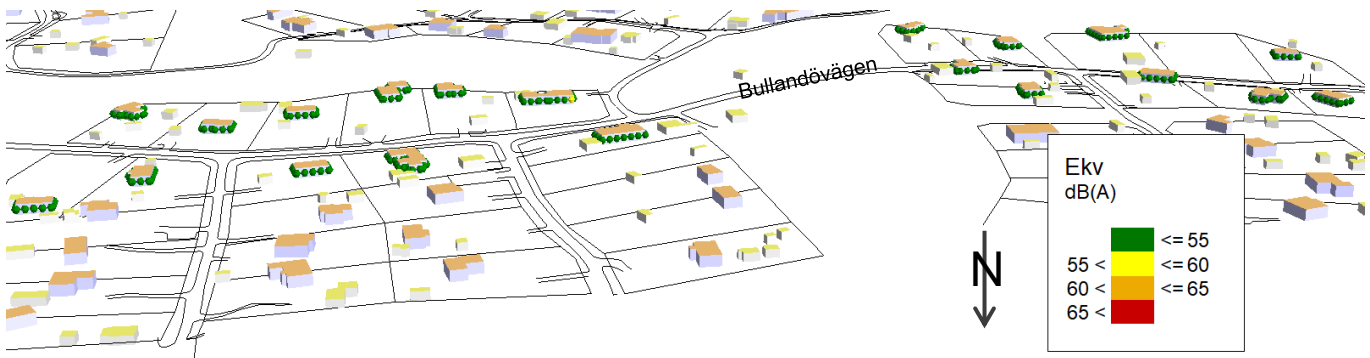 Bullandövägen
N
Ekv
dB(A)
<= 55
55 < <= 60
60 < <= 65
65 <